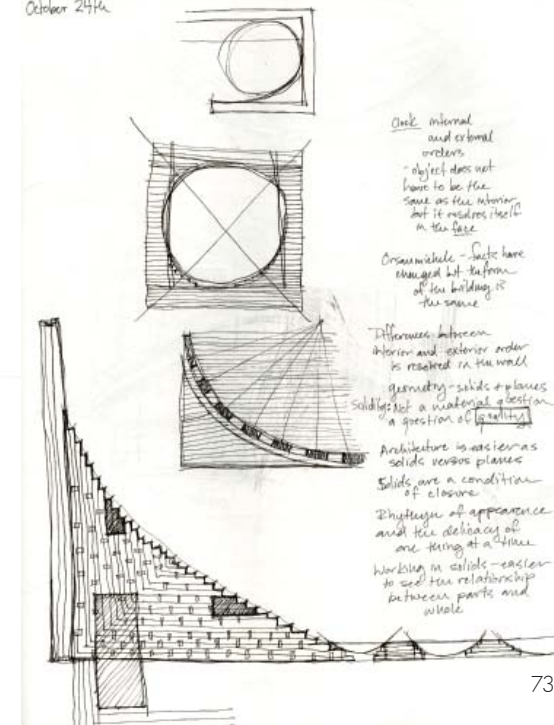 October 24th
Clock internal
and external
orders
- object does not
have to be the
same as the interior
but it resolves itself
in the face
Orsanmichele - facts have
changed but the form
of the building is
the same
Differences between
interior and exterior order
is resolved in the wall
geometry - solids + planes
Solidity: Not a material question
a question of quality
Architecture is easier as
solids versus planes
Solids are a condition
of closure
Rhythym of appearence
and the delicacy of
one thing at a time
Working in solids - easier
to see the relationship
between parts and
whole
73